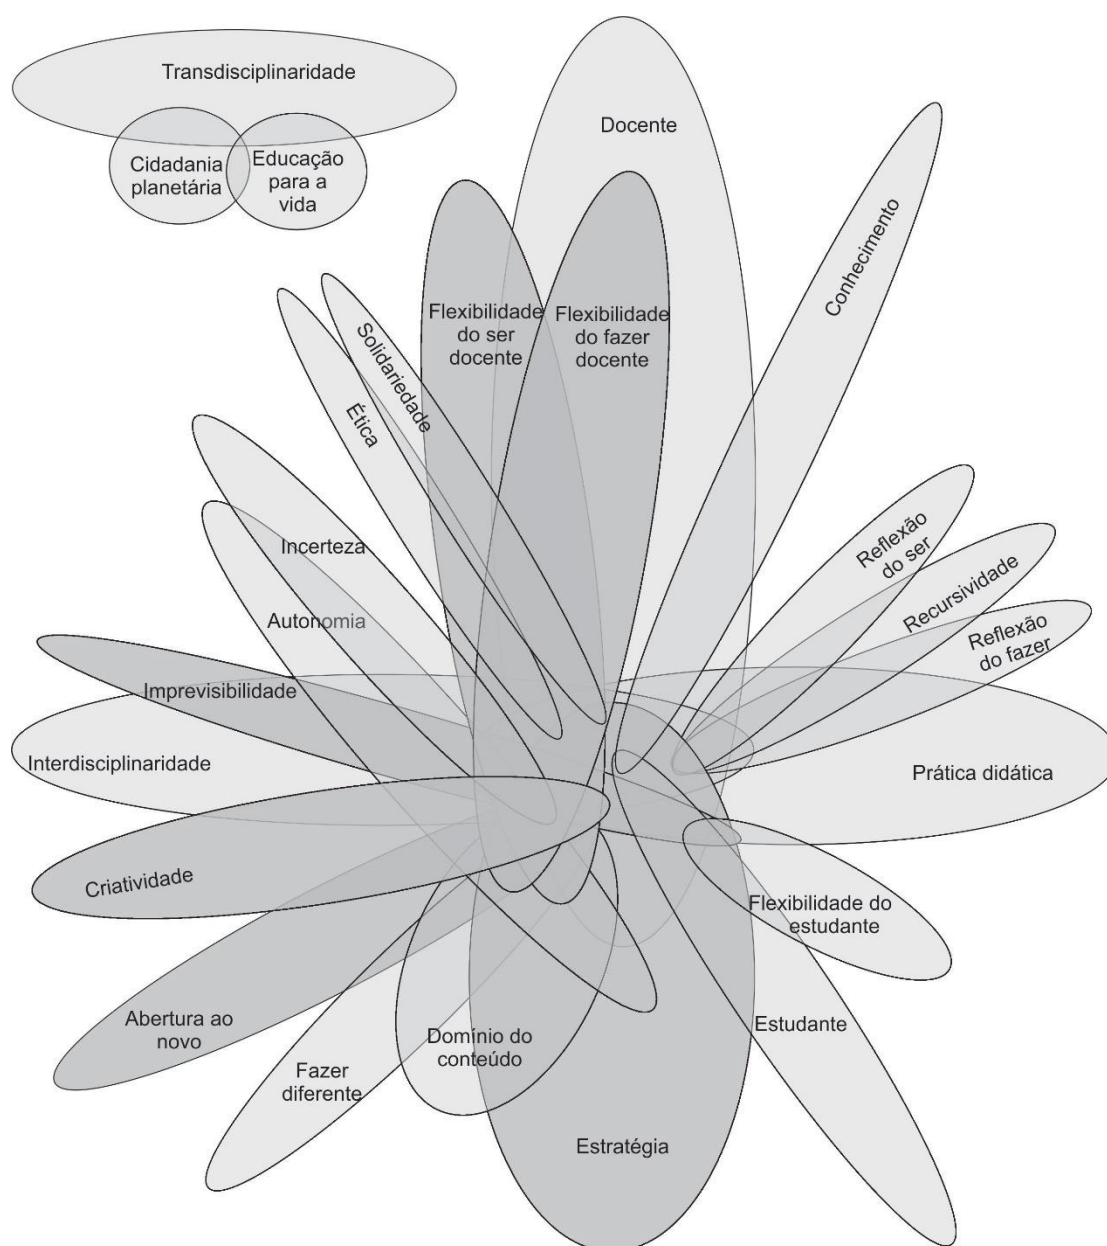 Transdisciplinaridade
Cidadania
planetária
Educação
para a
vida
Docente
Conhecimento
Flexibilidade
do ser
docente
Flexibilidade
do fazer
docente
Solidariedade
Ética
Incerteza
Autonomia
Reflexão
do ser
Recursividade
Reflexão
do fazer
Imprevisibilidade
Interdisciplinaridade
Prática didática
Criatividade
Flexibilidade do
estudante
Abertura ao
novo
Fazer
diferente
Domínio do
conteúdo
Estudante
Estratégia